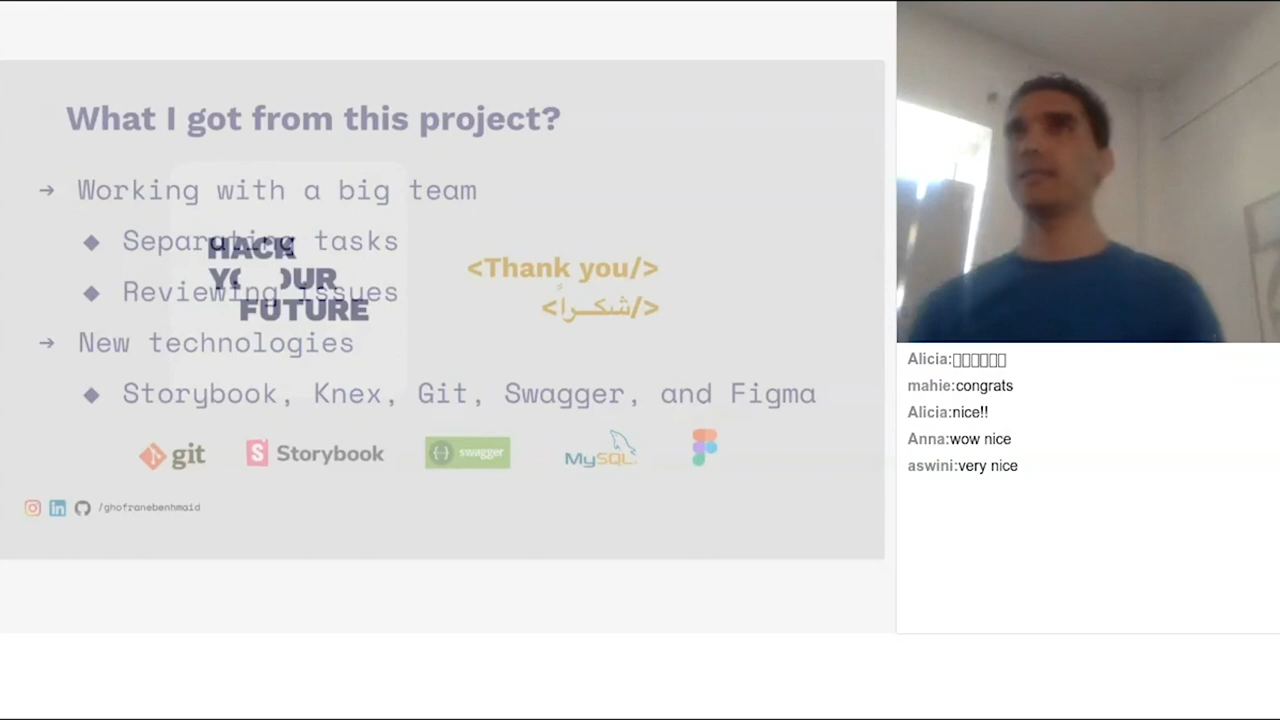 What I got from this project?
→ Working with a big team
◆ Separating tasks
◆ Reviewing issues
→ New technologies
◆ Storybook, Knex, Git, Swagger, and Figma
HACK
YOUR
FUTURE
<Thank you/>
<شكــراً/>
git
Storybook
{··} swagger
MySQL
/ghofranebenhmaid
Alicia:
mahie:congrats
Alicia:nice!!
Anna:wow nice
aswini:very nice